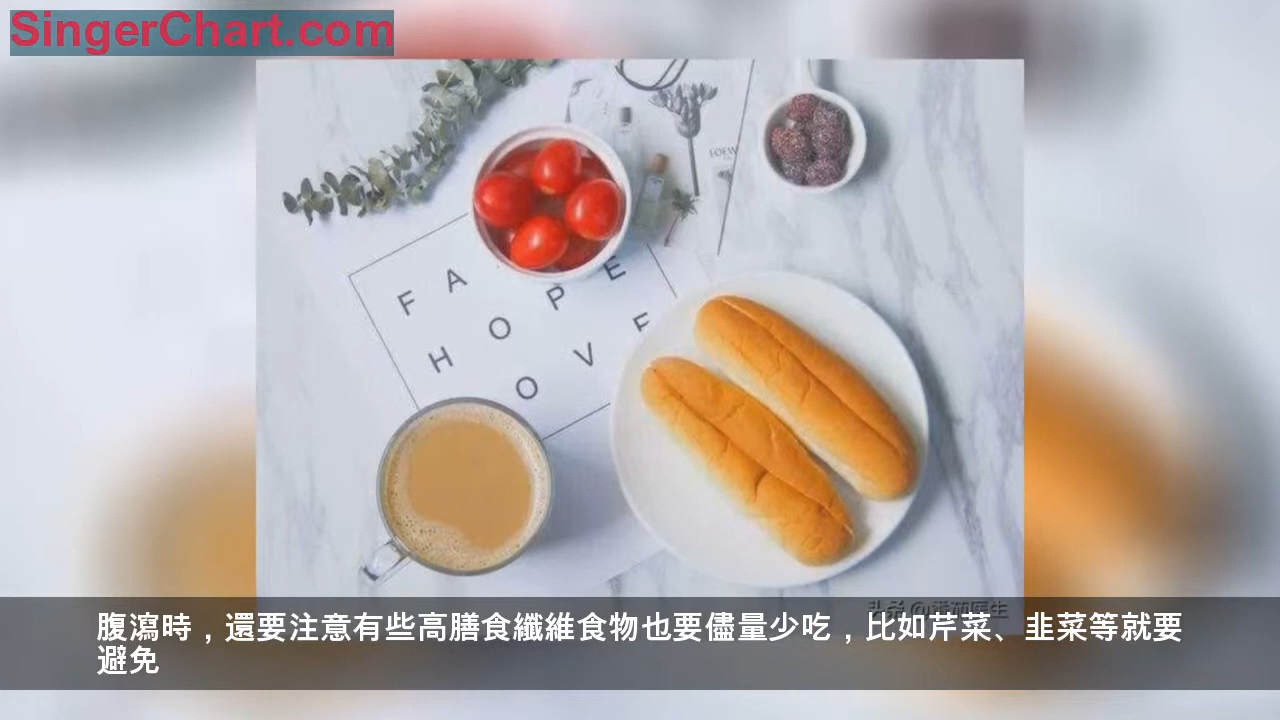 SingerChart.com
LOEWE
F A
H O P E
O V E
腹瀉時，還要注意有些高膳食纖維食物也要儘量少吃，比如芹菜、韭菜等就要
避免